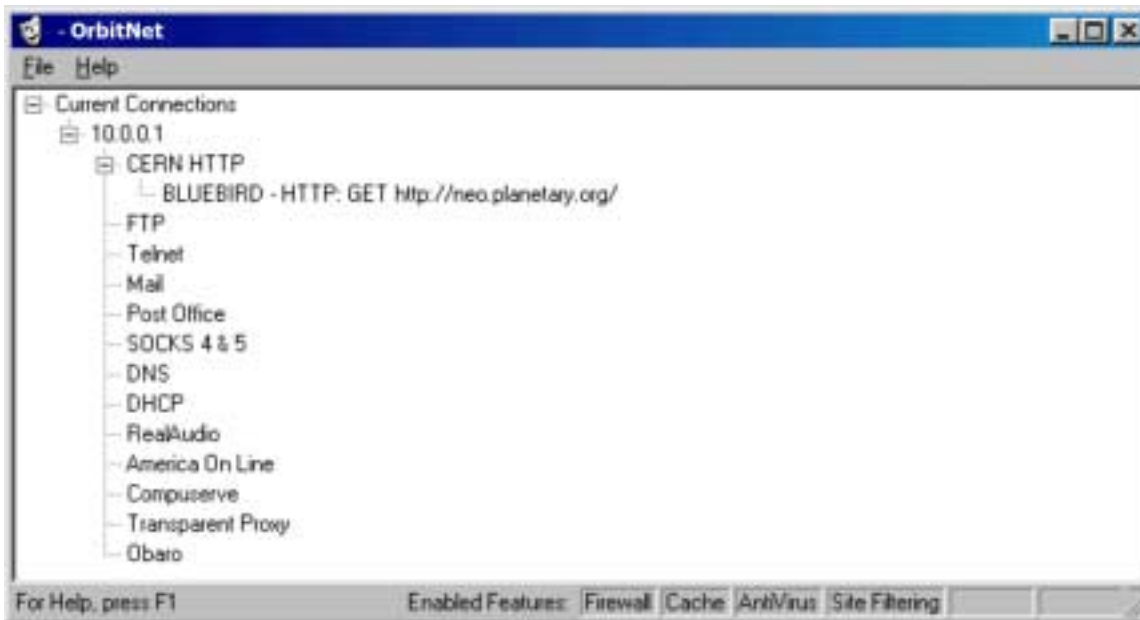 - OrbitNet
File Help
Current Connections
10.0.0.1
CERN HTTP
BLUEBIRD - HTTP: GET http://neo.planetary.org/
FTP
Telnet
Mail
Post Office
SOCKS 4 & 5
DNS
DHCP
RealAudio
America On Line
Compuserve
Transparent Proxy
Obaro
For Help, press F1 Enabled Features: Firewall Cache AntiVirus Site Filtering